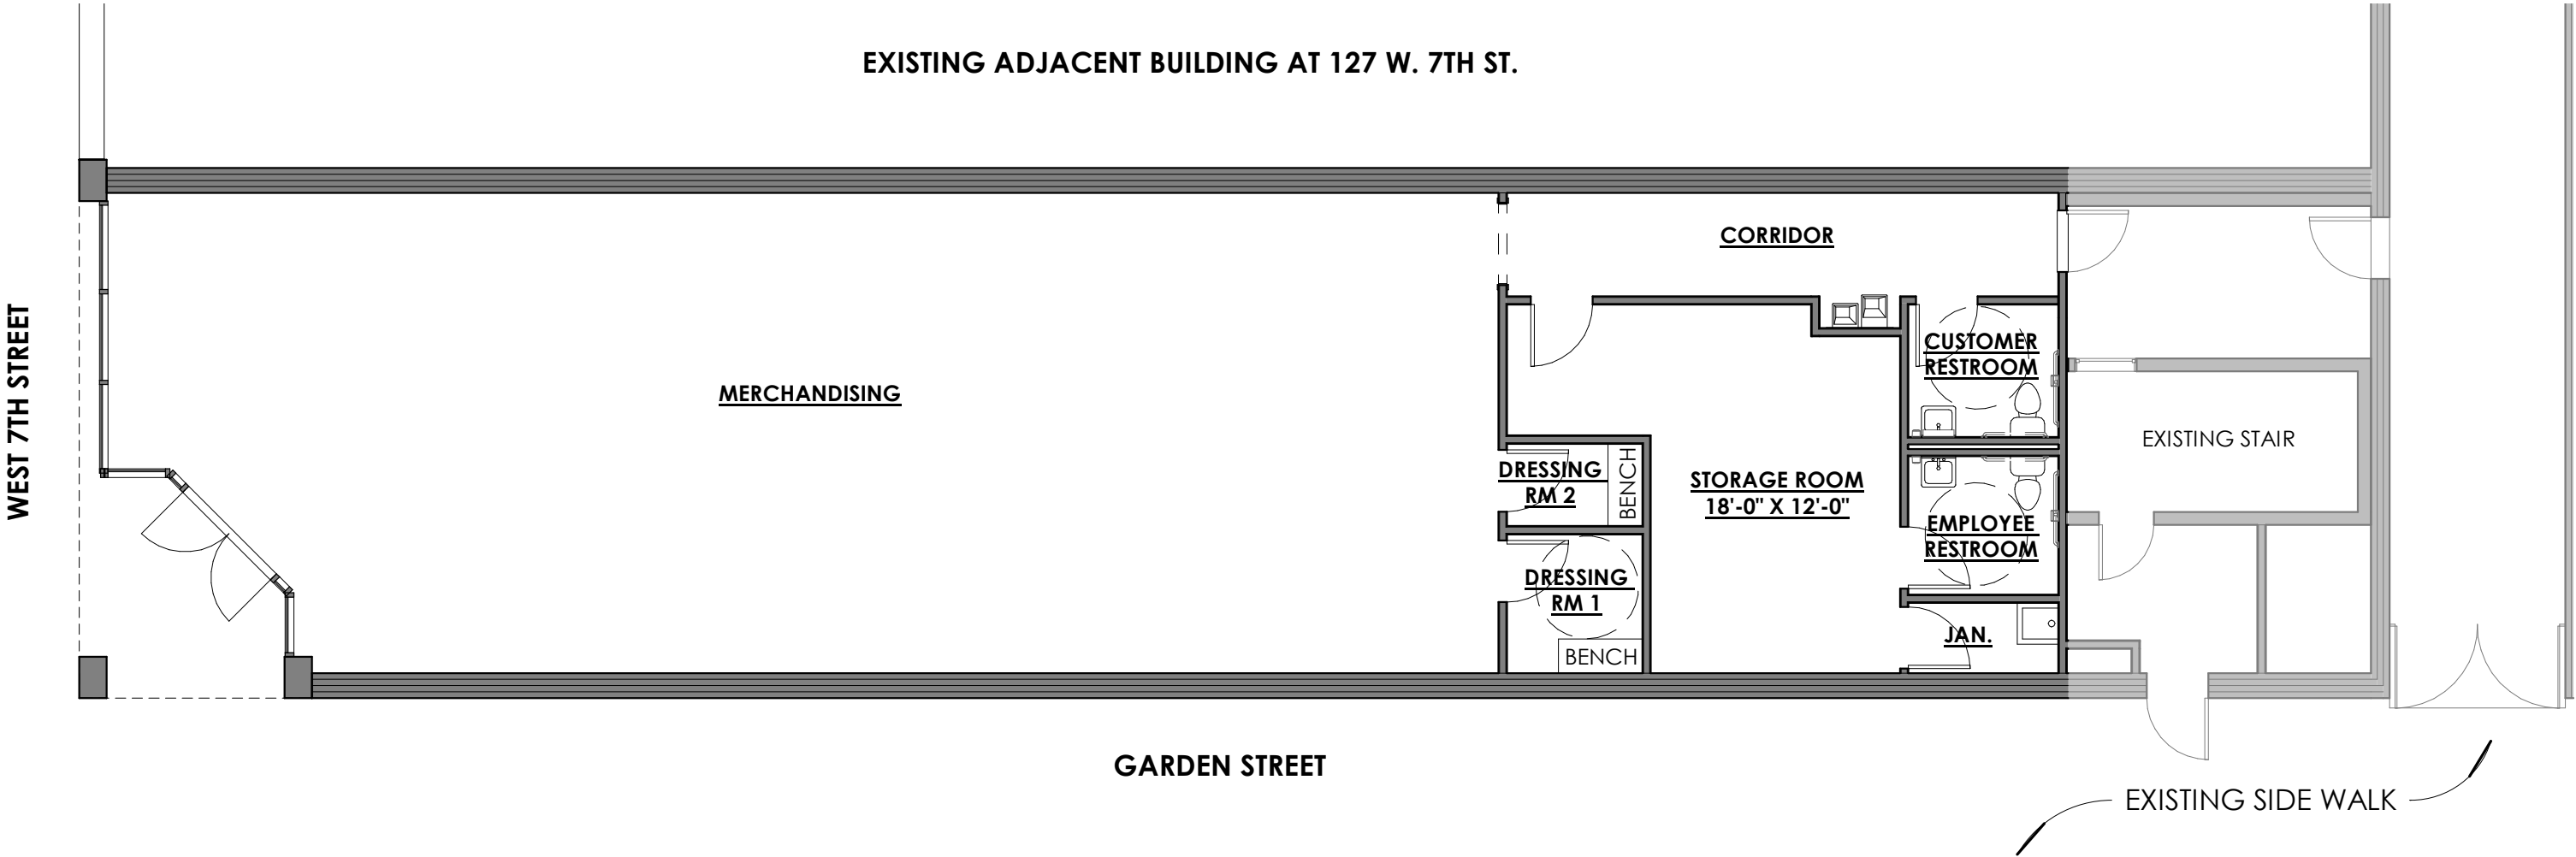 EXISTING ADJACENT BUILDING AT 127 W. 7TH ST.
WEST 7TH STREET
MERCHANDISING
CORRIDOR
CUSTOMER
RESTROOM
EXISTING STAIR
DRESSING
RM 2
BENCH
STORAGE ROOM
18'-0" X 12'-0"
EMPLOYEE
RESTROOM
DRESSING
RM 1
BENCH
JAN.
GARDEN STREET
EXISTING SIDE WALK